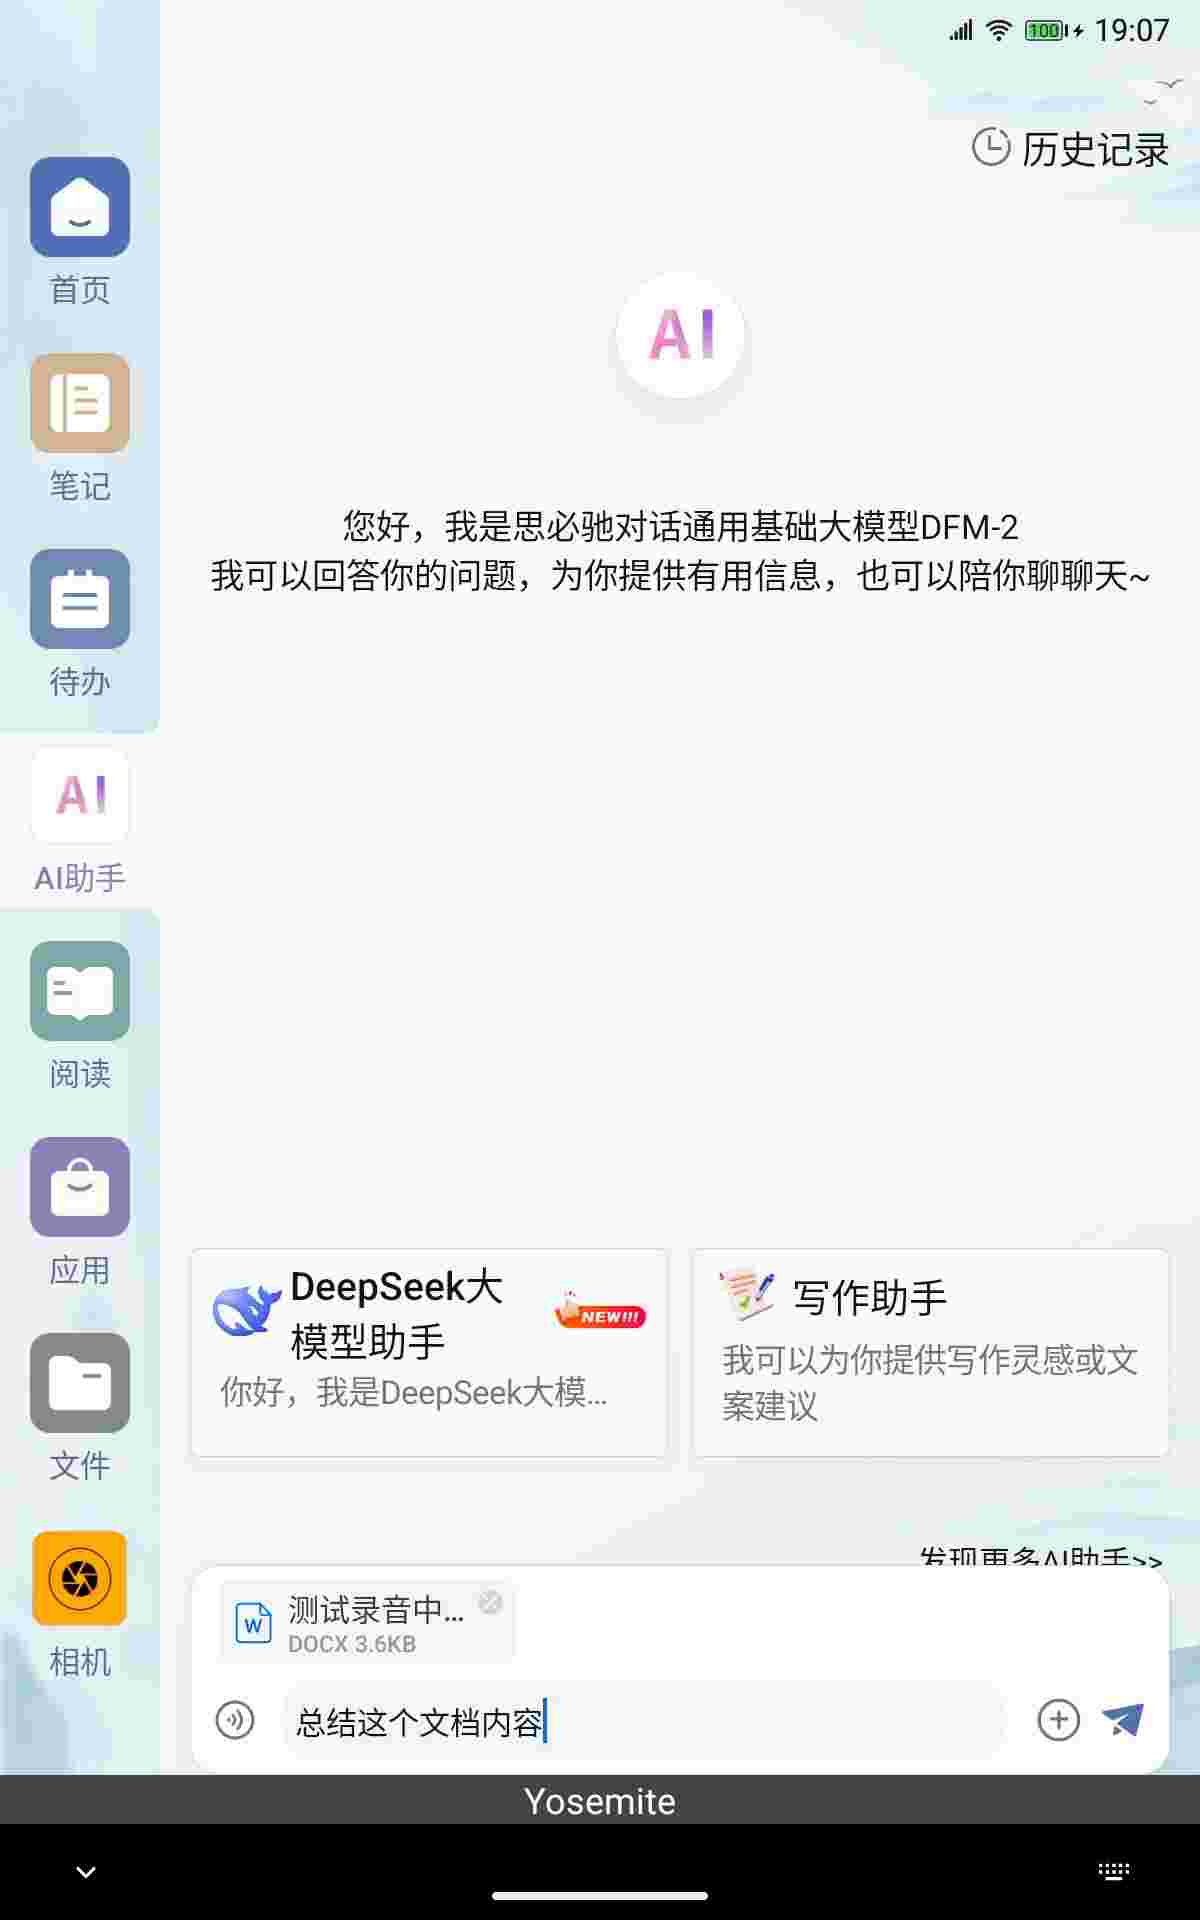 100 19:07
历史记录
AI
您好，我是思必驰对话通用基础大模型DFM-2
我可以回答你的问题，为你提供有用信息，也可以陪你聊聊天~
首页
笔记
待办
AI
AI助手
阅读
应用
文件
相机
DeepSeek大
模型助手
NEW!!!
你好，我是DeepSeek大模...
写作助手
我可以为你提供写作灵感或文
案建议
发现更多AI助手>>
W
测试录音中...
DOCX 3.6KB
总结这个文档内容
Yosemite